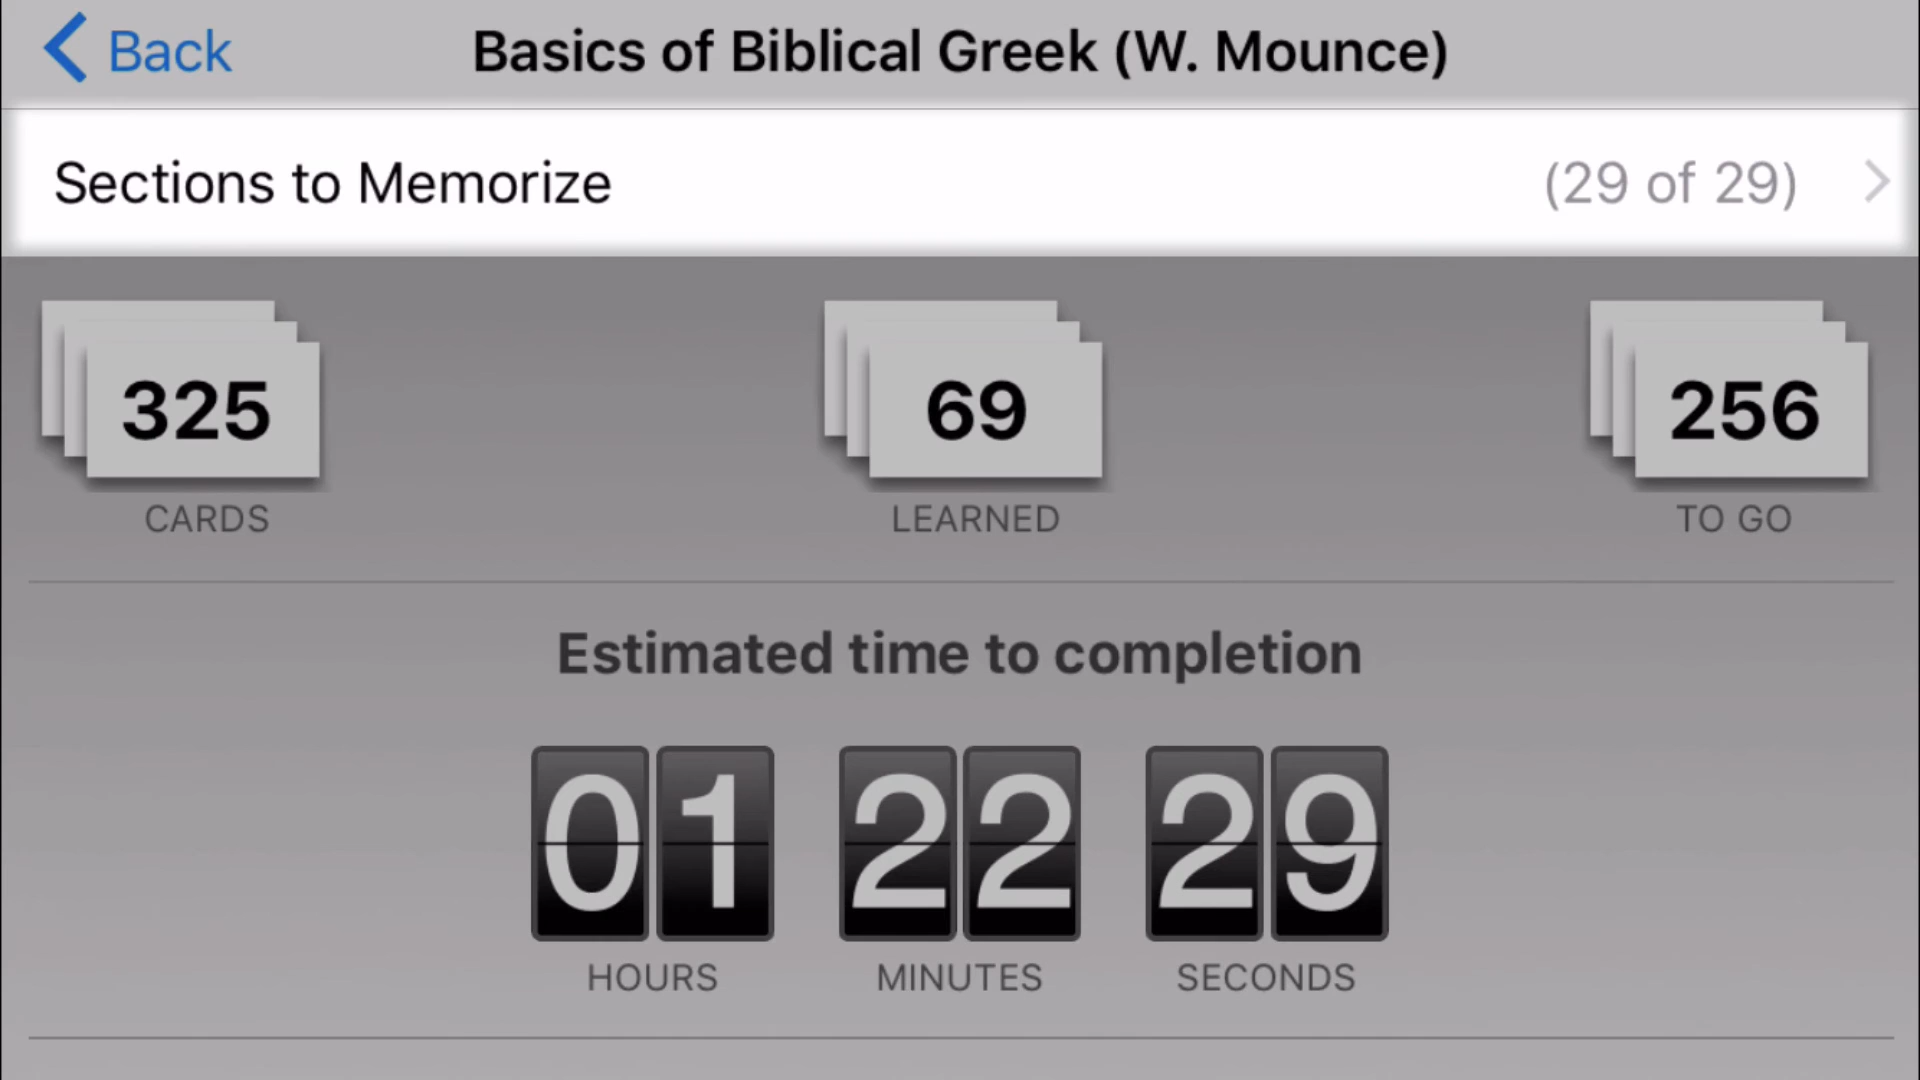 Back
Basics of Biblical Greek (W. Mounce)
Sections to Memorize
(29 of 29)
325
69
256
CARDS
LEARNED
TO GO
Estimated time to completion
01
22
29
HOURS
MINUTES
SECONDS